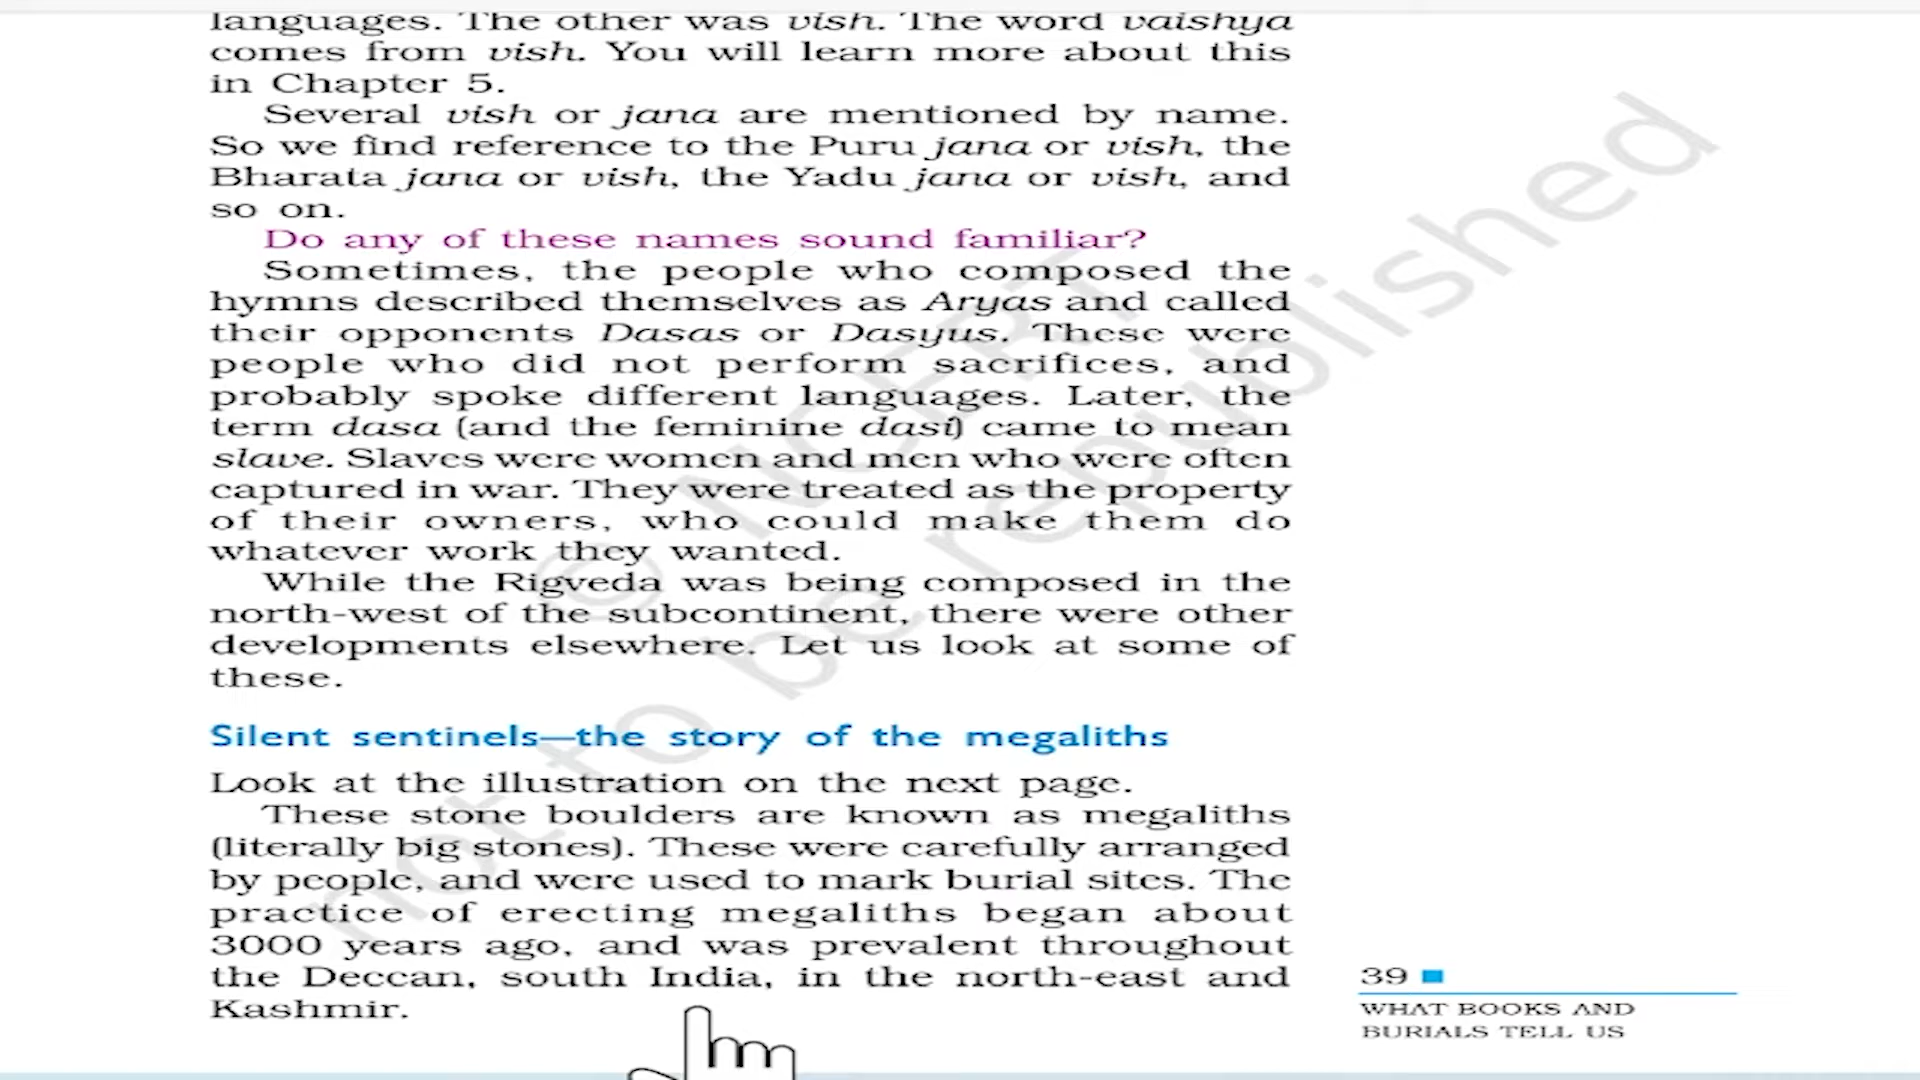 languages. The other was vish. The word vaishya
comes from vish. You will learn more about this
in Chapter 5.
Several vish or jana are mentioned by name.
So we find reference to the Puru jana or vish, the
Bharata jana or vish, the Yadu jana or vish, and
so on.
Do any of these names sound familiar?
Sometimes, the people who composed the
hymns described themselves as Aryas and called
their opponents Dasas or Dasyus. These were
people who did not perform sacrifices, and
probably spoke different languages. Later, the
term dasa (and the feminine dasi) came to mean
slave. Slaves were women and men who were often
captured in war. They were treated as the property
of their owners, who could make them do
whatever work they wanted.
While the Rigveda was being composed in the
north-west of the subcontinent, there were other
developments elsewhere. Let us look at some of
these.
Silent sentinels—the story of the megaliths
Look at the illustration on the next page.
These stone boulders are known as megaliths
(literally big stones). These were carefully arranged
by people, and were used to mark burial sites. The
practice of erecting megaliths began about
3000 years ago, and was prevalent throughout
the Deccan, south India, in the north-east and
Kashmir.
39
WHAT BOOKS AND
BURIALS TELL US
© NCERT
not to be republished